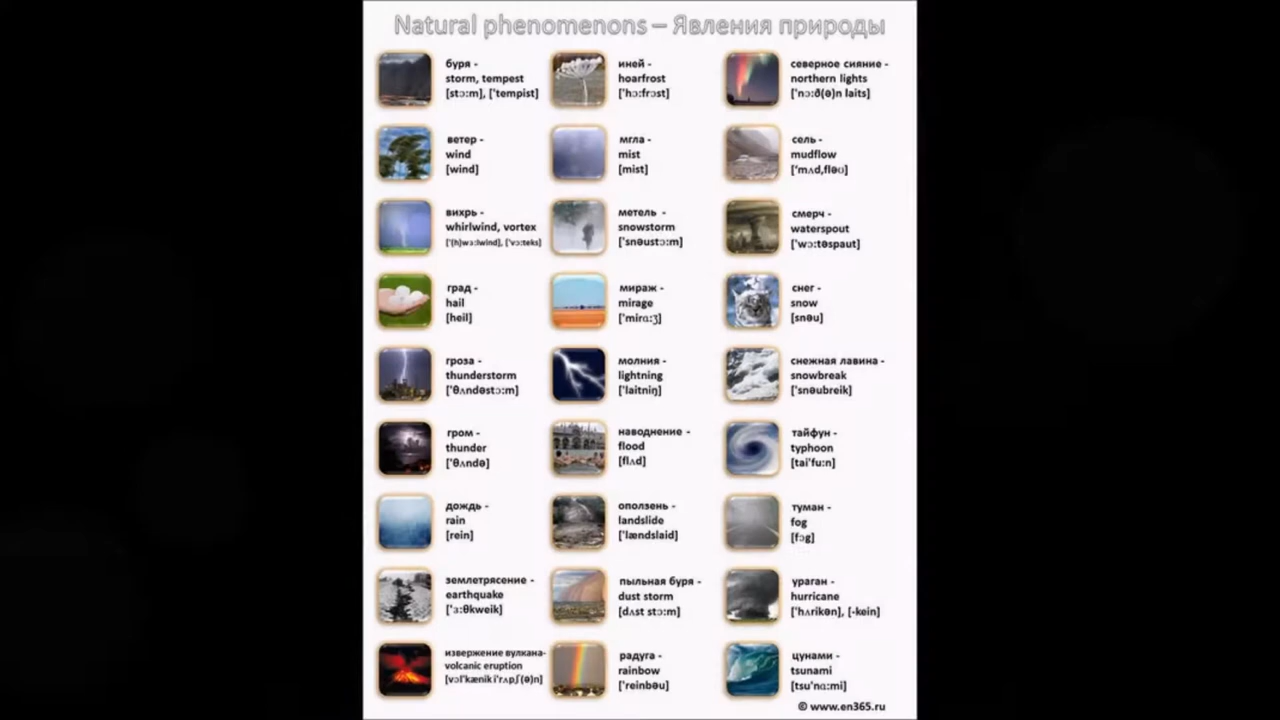 Natural phenomenons – Явления природы
буря -
storm, tempest
[stɔ:m], ['tempist]
ветер -
wind
[wind]
вихрь -
whirlwind, vortex
['(h)wɜ:lwind], ['vɔ:teks]
град -
hail
[heil]
гроза -
thunderstorm
['θʌndəstɔ:m]
гром -
thunder
['θʌndə]
дождь -
rain
[rein]
землетрясение -
earthquake
['ɜ:θkweik]
извержение вулкана-
volcanic eruption
[vɔl'kænik i'rʌpʃ(ə)n]
иней -
hoarfrost
['hɔ:frɔst]
мгла -
mist
[mist]
метель -
snowstorm
['snəustɔ:m]
мираж -
mirage
['mirɑ:ʒ]
молния -
lightning
['laitniŋ]
наводнение -
flood
[flʌd]
оползень -
landslide
['lændslaid]
пыльная буря -
dust storm
[dʌst stɔ:m]
радуга -
rainbow
['reinbəu]
северное сияние -
northern lights
['nɔ:ð(ə)n laits]
сель -
mudflow
['mʌd,fləʊ]
смерч -
waterspout
['wɔ:təspaut]
снег -
snow
[snəu]
снежная лавина -
snowbreak
['snəubreik]
тайфун -
typhoon
[tai'fu:n]
туман -
fog
[fɔg]
ураган -
hurricane
['hʌrikən], [-kein]
цунами -
tsunami
[tsu'nɑ:mi]
© www.en365.ru